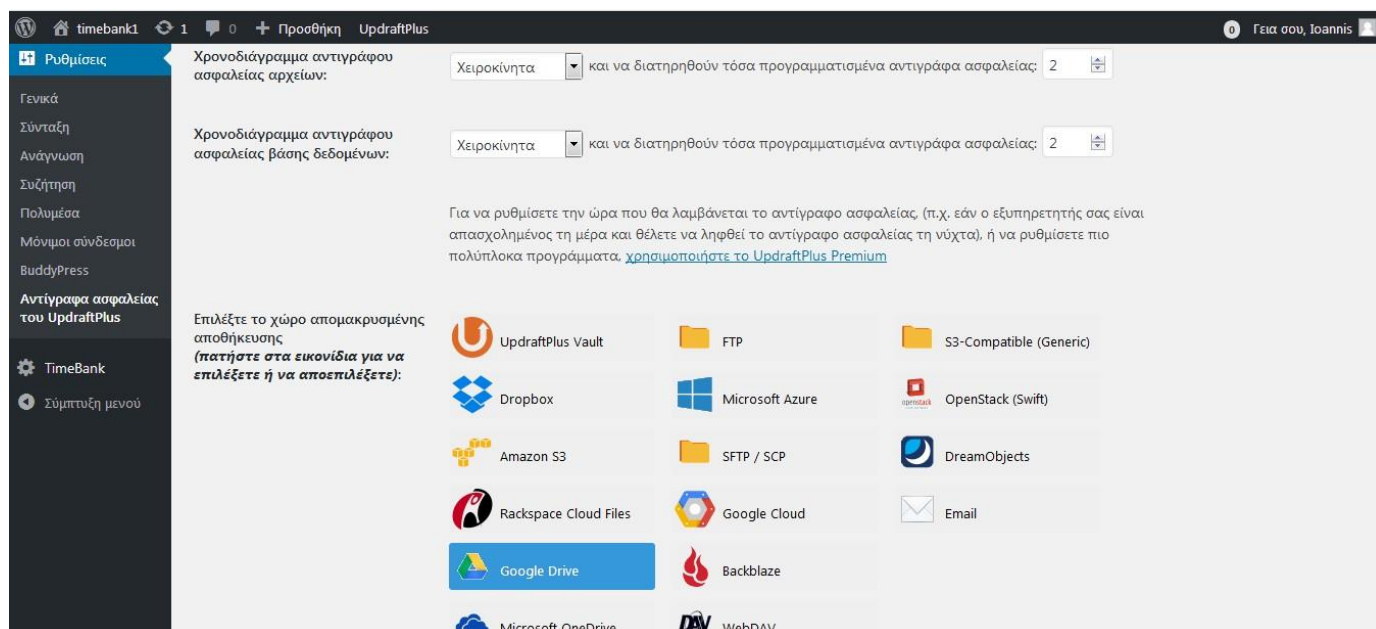 timebank1 1 0 Προσθήκη UpdraftPlus 0 Γεια σου, Ioannis
Ρυθμίσεις
Γενικά
Σύνταξη
Ανάγνωση
Συζήτηση
Πολυμέσα
Μόνιμοι σύνδεσμοι
BuddyPress
Αντίγραφα ασφαλείας
του UpdraftPlus
TimeBank
Σύμπτυξη μενού
Χρονοδιάγραμμα αντιγράφου
ασφαλείας αρχείων:
Χειροκίνητα και να διατηρηθούν τόσα προγραμματισμένα αντιγράφα ασφαλείας: 2
Χρονοδιάγραμμα αντιγράφου
ασφαλείας βάσης δεδομένων:
Χειροκίνητα και να διατηρηθούν τόσα προγραμματισμένα αντιγράφα ασφαλείας: 2
Για να ρυθμίσετε την ώρα που θα λαμβάνεται το αντίγραφο ασφαλείας, (π.χ. εάν ο εξυπηρετητής σας είναι
απασχολημένος τη μέρα και θέλετε να ληφθεί το αντίγραφο ασφαλείας τη νύχτα), ή να ρυθμίσετε πιο
πολύπλοκα προγράμματα, χρησιμοποιήστε το UpdraftPlus Premium
Επιλέξτε το χώρο απομακρυσμένης
αποθήκευσης
(πατήστε στα εικονίδια για να
επιλέξετε ή να αποεπιλέξετε):
UpdraftPlus Vault FTP S3-Compatible (Generic)
Dropbox Microsoft Azure openstack OpenStack (Swift)
Amazon S3 SFTP / SCP DreamObjects
Rackspace Cloud Files Google Cloud Email
Google Drive Backblaze
Microsoft OneDrive DAV WebDAV